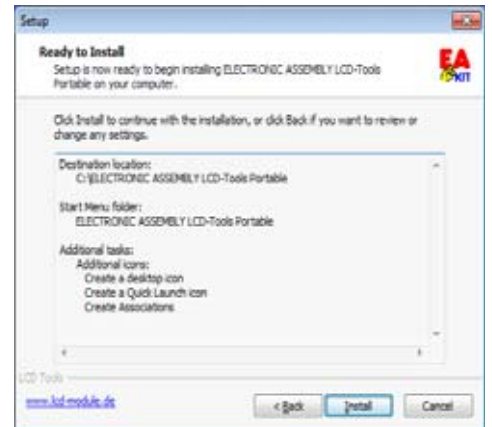 Setup
Ready to Install
Setup is now ready to begin installing ELECTRONIC ASSEMBLY LCD-Tools
Portable on your computer.
EA
KIT
Click Install to continue with the installation, or click Back if you want to review or
change any settings.
Destination location:
C:\ELECTRONIC ASSEMBLY LCD-Tools Portable
Start Menu folder:
ELECTRONIC ASSEMBLY LCD-Tools Portable
Additional tasks:
Additional icons:
Create a desktop icon
Create a Quick Launch icon
Create Associations
LCD Tools
www.lcd-module.de
< Back
Install
Cancel